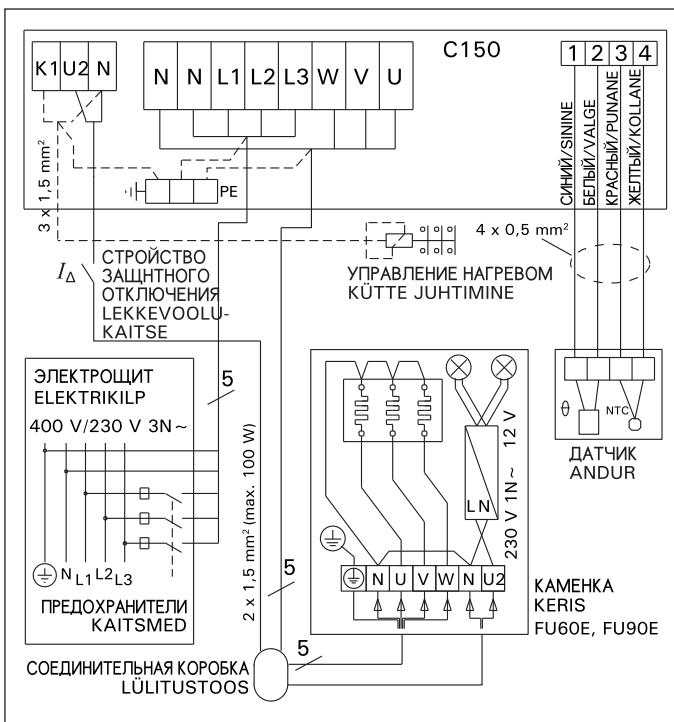 C150
K1 U2 N
N N L1 L2 L3 W V U
1 2 3 4
СИНИЙ/SININE
БЕЛЫЙ/VALGE
КРАСНЫЙ/PUNANE
ЖЕЛТЫЙ/KOLLANE
PE
3 x 1,5 mm²
4 x 0,5 mm²
I∆
СТРОЙСТВО
ЗАЩНТНОГО
ОТКЛЮЧЕНИЯ
LEKKEVOOLU-
KAITSE
УПРАВЛЕНИЕ НАГРЕВОМ
KÜTTE JUHTIMINE
ЭЛЕКТРОЩИТ
ELEKTRIKILP
400 V/230 V 3N~
N L1 L2 L3
ПРЕДОХРАНИТЕЛИ
KAITSMED
5
2 x 1,5 mm² (max. 100 W)
5
5
12 V
L N
230 V 1N~
N U V W N U2
КАМЕНКА
KERIS
FU60E, FU90E
θ
NTC
ДАТЧИК
ANDUR
СОЕДИНИТЕЛЬНАЯ КОРОБКА
LÜLITUSTOOS